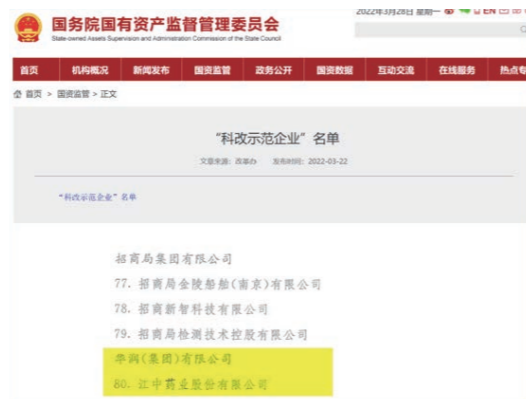 2022年3月28日 星期一
EN
国务院国有资产监督管理委员会
State-owned Assets Supervision and Administration Commission of the State Council
首页 机构概况 新闻发布 国资监管 政务公开 国资数据 互动交流 在线服务 热点专
首页 > 国资监管 > 正文
“科改示范企业”名单
文章来源：改革办 发布时间：2022-03-22
“科改示范企业”名单
招商局集团有限公司
77. 招商局金陵船舶(南京)有限公司
78. 招商新智科技有限公司
79. 招商局检测技术控股有限公司
华润(集团)有限公司
80. 江中药业股份有限公司